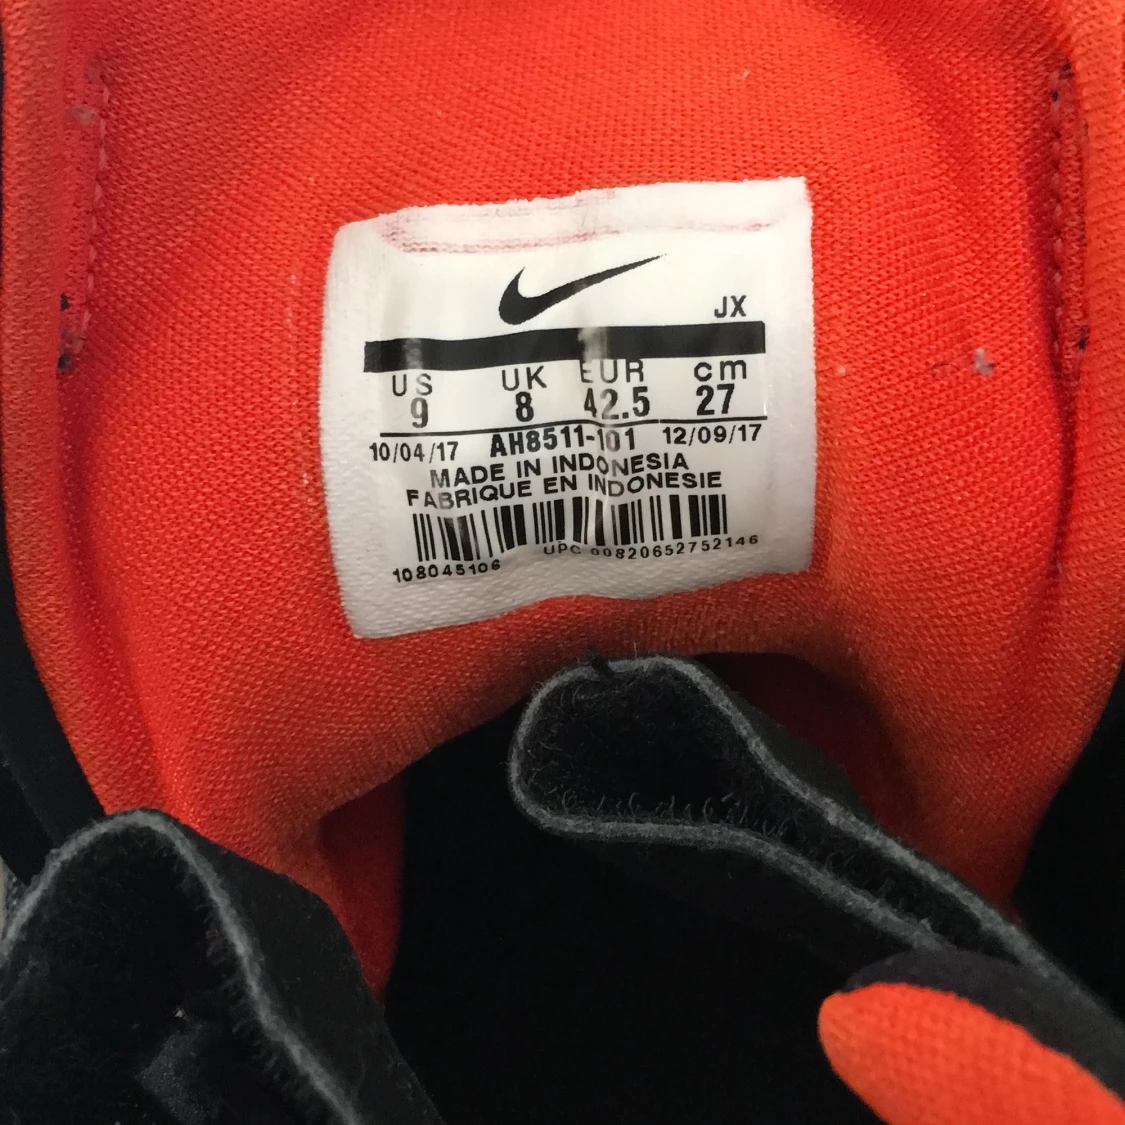 JX
US UK EUR cm
9 8 42.5 27
10/04/17 AH8511-101 12/09/17
MADE IN INDONESIA
FABRIQUE EN INDONESIE
UPC 00820652752146
108045106